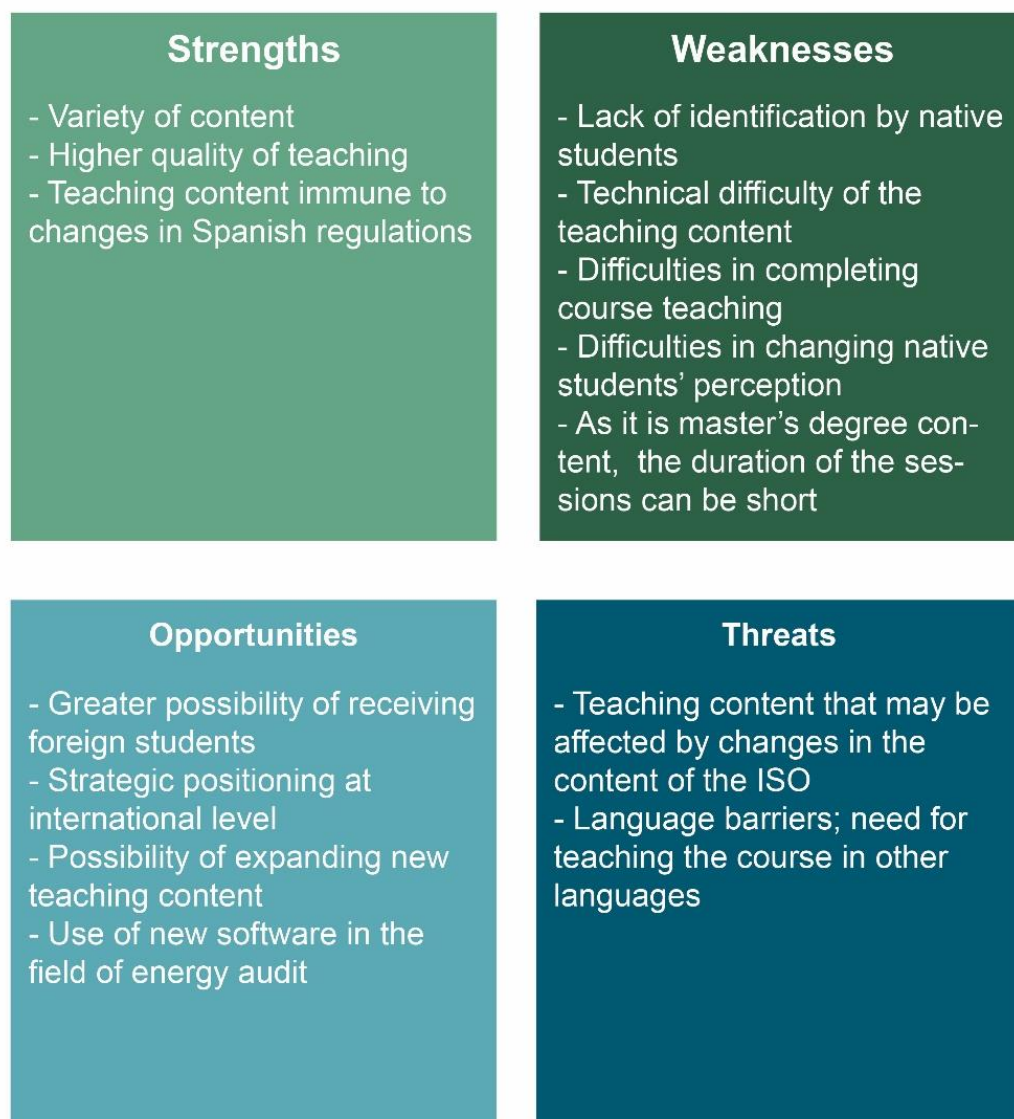 Strengths
- Variety of content
- Higher quality of teaching
- Teaching content immune to
changes in Spanish regulations
Weaknesses
- Lack of identification by native
students
- Technical difficulty of the
teaching content
- Difficulties in completing
course teaching
- Difficulties in changing native
students’ perception
- As it is master’s degree con-
tent,  the duration of the ses-
sions can be short
Opportunities
- Greater possibility of receiving
foreign students
- Strategic positioning at
international level
- Possibility of expanding new
teaching content
- Use of new software in the
field of energy audit
Threats
- Teaching content that may be
affected by changes in the
content of the ISO
- Language barriers; need for
teaching the course in other
languages